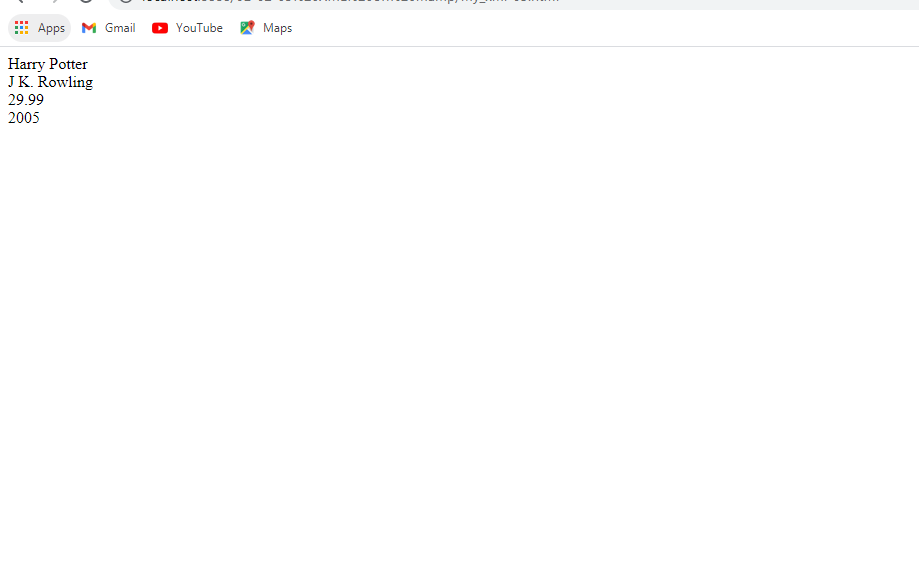 Apps Gmail YouTube Maps
Harry Potter
J K. Rowling
29.99
2005